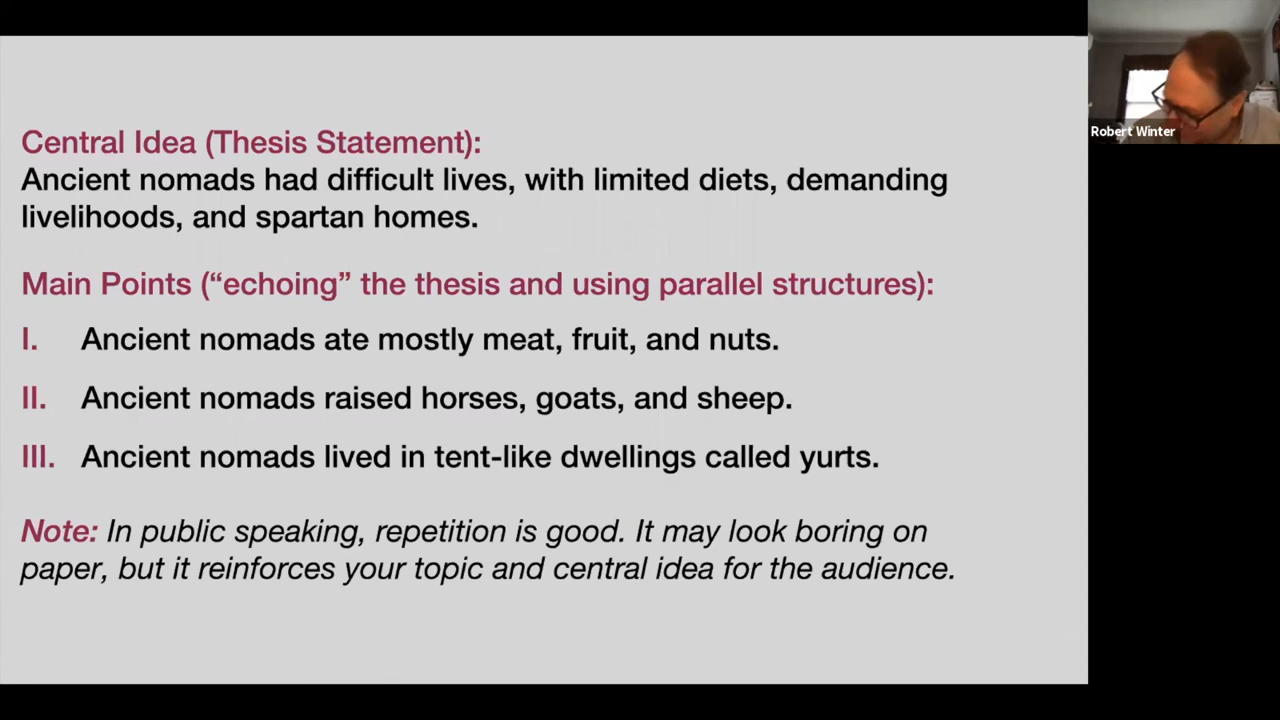 Central Idea (Thesis Statement):
Ancient nomads had difficult lives, with limited diets, demanding
livelihoods, and spartan homes.
Main Points (“echoing” the thesis and using parallel structures):
I. Ancient nomads ate mostly meat, fruit, and nuts.
II. Ancient nomads raised horses, goats, and sheep.
III. Ancient nomads lived in tent-like dwellings called yurts.
Note: In public speaking, repetition is good. It may look boring on
paper, but it reinforces your topic and central idea for the audience.
Robert Winter